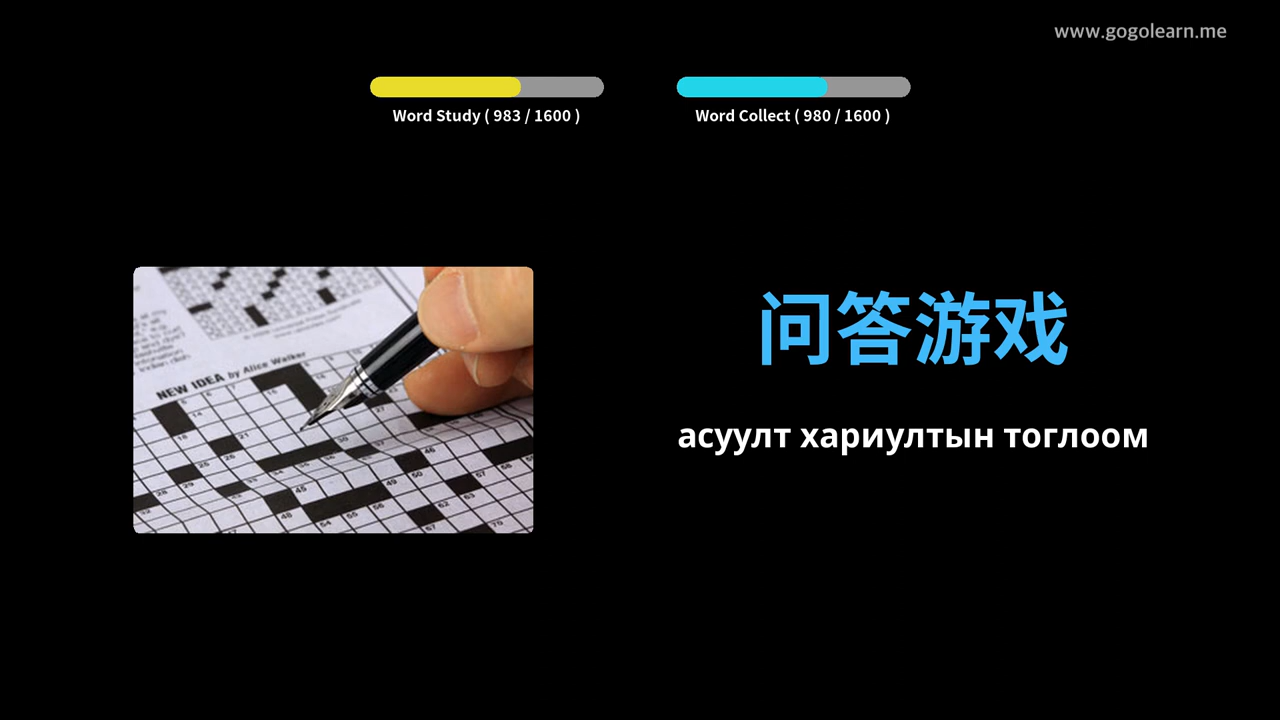 www.gogolearn.me
Word Study ( 983 / 1600 )
Word Collect ( 980 / 1600 )
NEW IDEA by Alice Walker
问答游戏
асуулт хариултын тоглоом